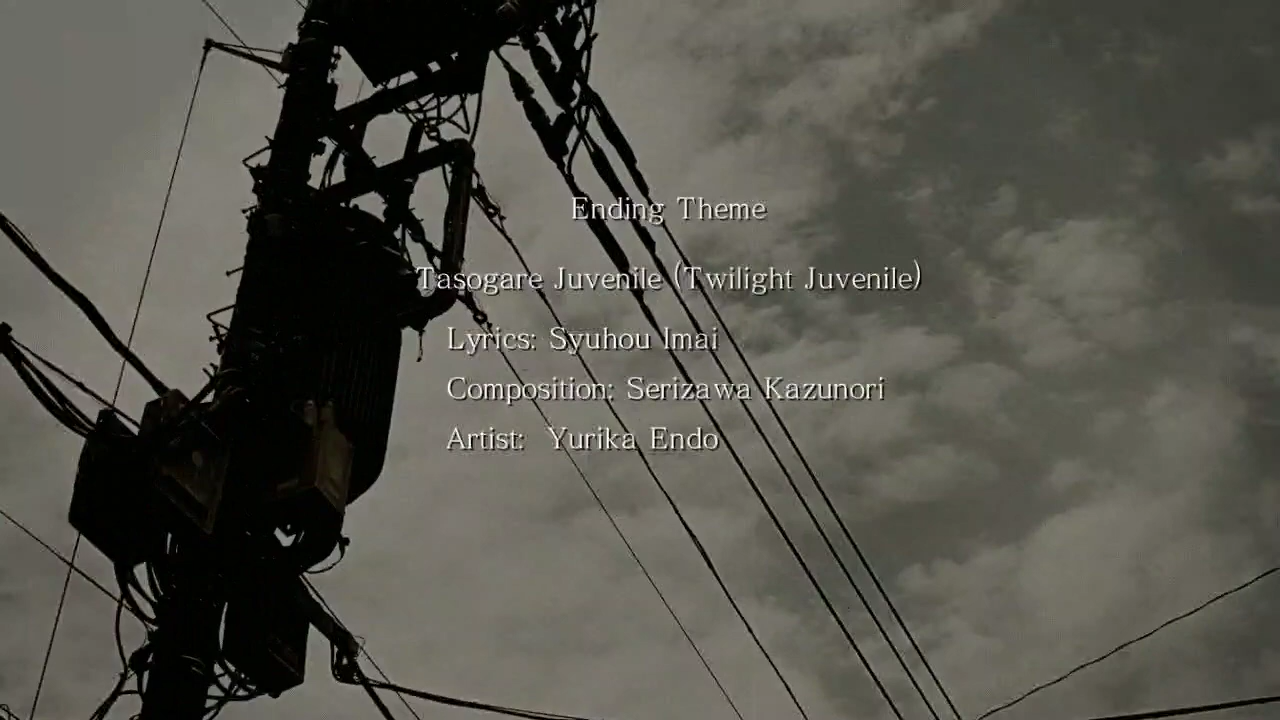 Ending Theme
Tasogare Juvenile (Twilight Juvenile)
Lyrics: Syuhou Imai
Composition: Serizawa Kazunori
Artist: Yurika Endo